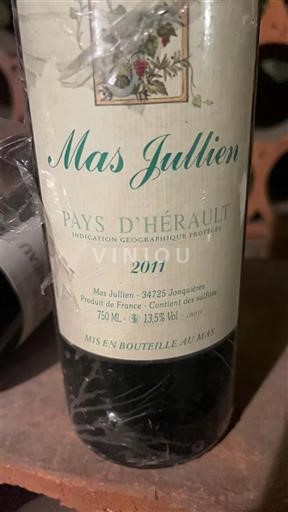 Mas Jullien
PAYS D'HÉRAULT
INDICATION GÉOGRAPHIQUE PROTÉGÉE
VINIOU
2011
Mas Jullien - 34725 Jonquières
Produit de France - Contient des sulfites
750 ML - 13,5% Vol. -
MIS EN BOUTEILLE AU MAS